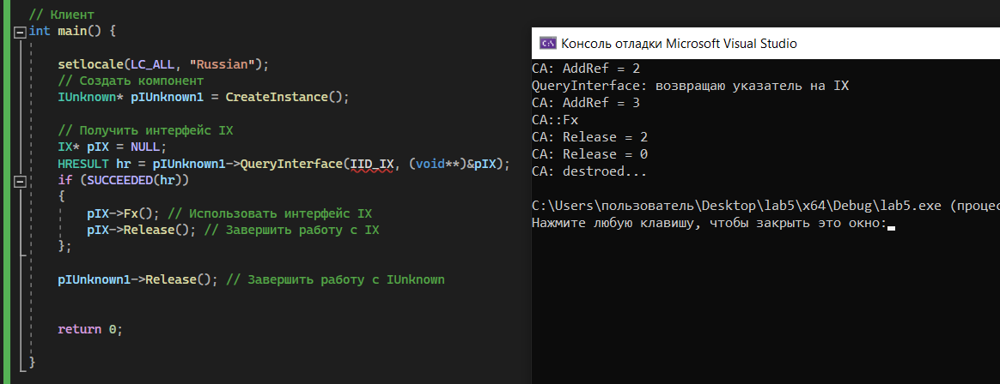 // Клиент
int main() {
setlocale(LC_ALL, "Russian");
// Создать компонент
IUnknown* pIUnknown1 = CreateInstance();
// Получить интерфейс IX
IX* pIX = NULL;
HRESULT hr = pIUnknown1->QueryInterface(IID_IX, (void**)&pIX);
if (SUCCEEDED(hr))
{
pIX->Fx(); // Использовать интерфейс IX
pIX->Release(); // Завершить работу с IX
};
pIUnknown1->Release(); // Завершить работу с IUnknown
return 0;
}
Консоль отладки Microsoft Visual Studio
CA: AddRef = 2
QueryInterface: возвращаю указатель на IX
CA: AddRef = 3
CA::Fx
CA: Release = 2
CA: Release = 0
CA: destroed...
C:\Users\пользователь\Desktop\lab5\x64\Debug\lab5.exe (процес
Нажмите любую клавишу, чтобы закрыть это окно: